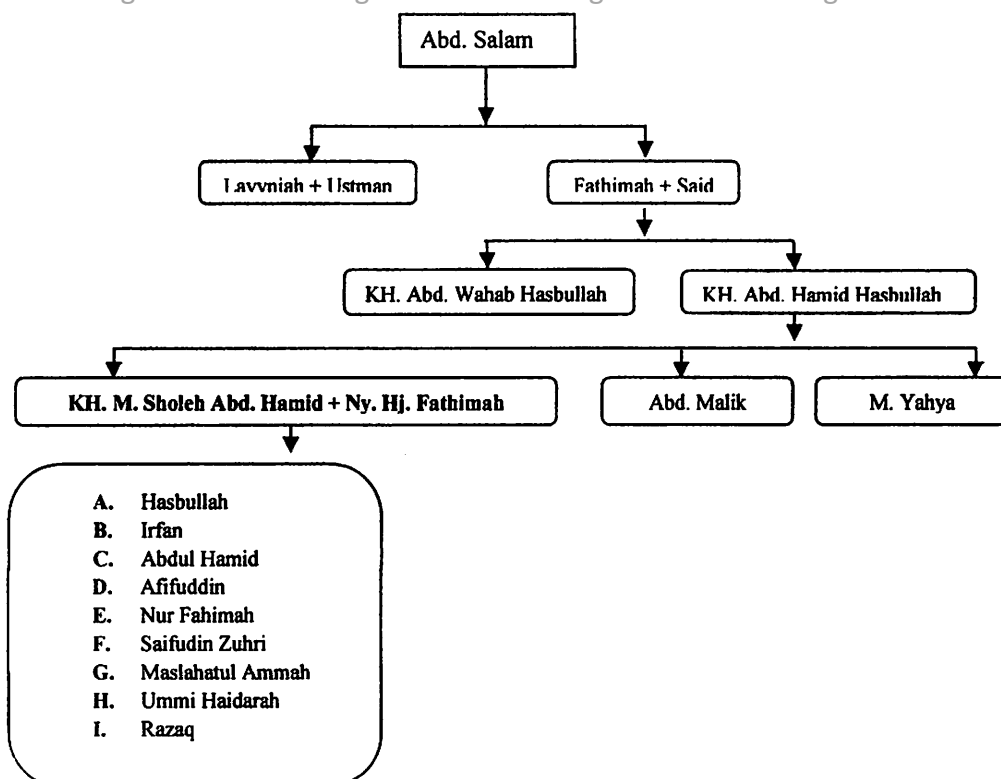 Abd. Salam
Layyniah + Ustman
Fathimah + Said
KH. Abd. Wahab Hasbullah
KH. Abd. Hamid Hasbullah
KH. M. Sholeh Abd. Hamid + Ny. Hj. Fathimah
Abd. Malik
M. Yahya
A. Hasbullah
B. Irfan
C. Abdul Hamid
D. Afifuddin
E. Nur Fahimah
F. Saifudin Zuhri
G. Maslahatul Ammah
H. Ummi Haidarah
I. Razaq